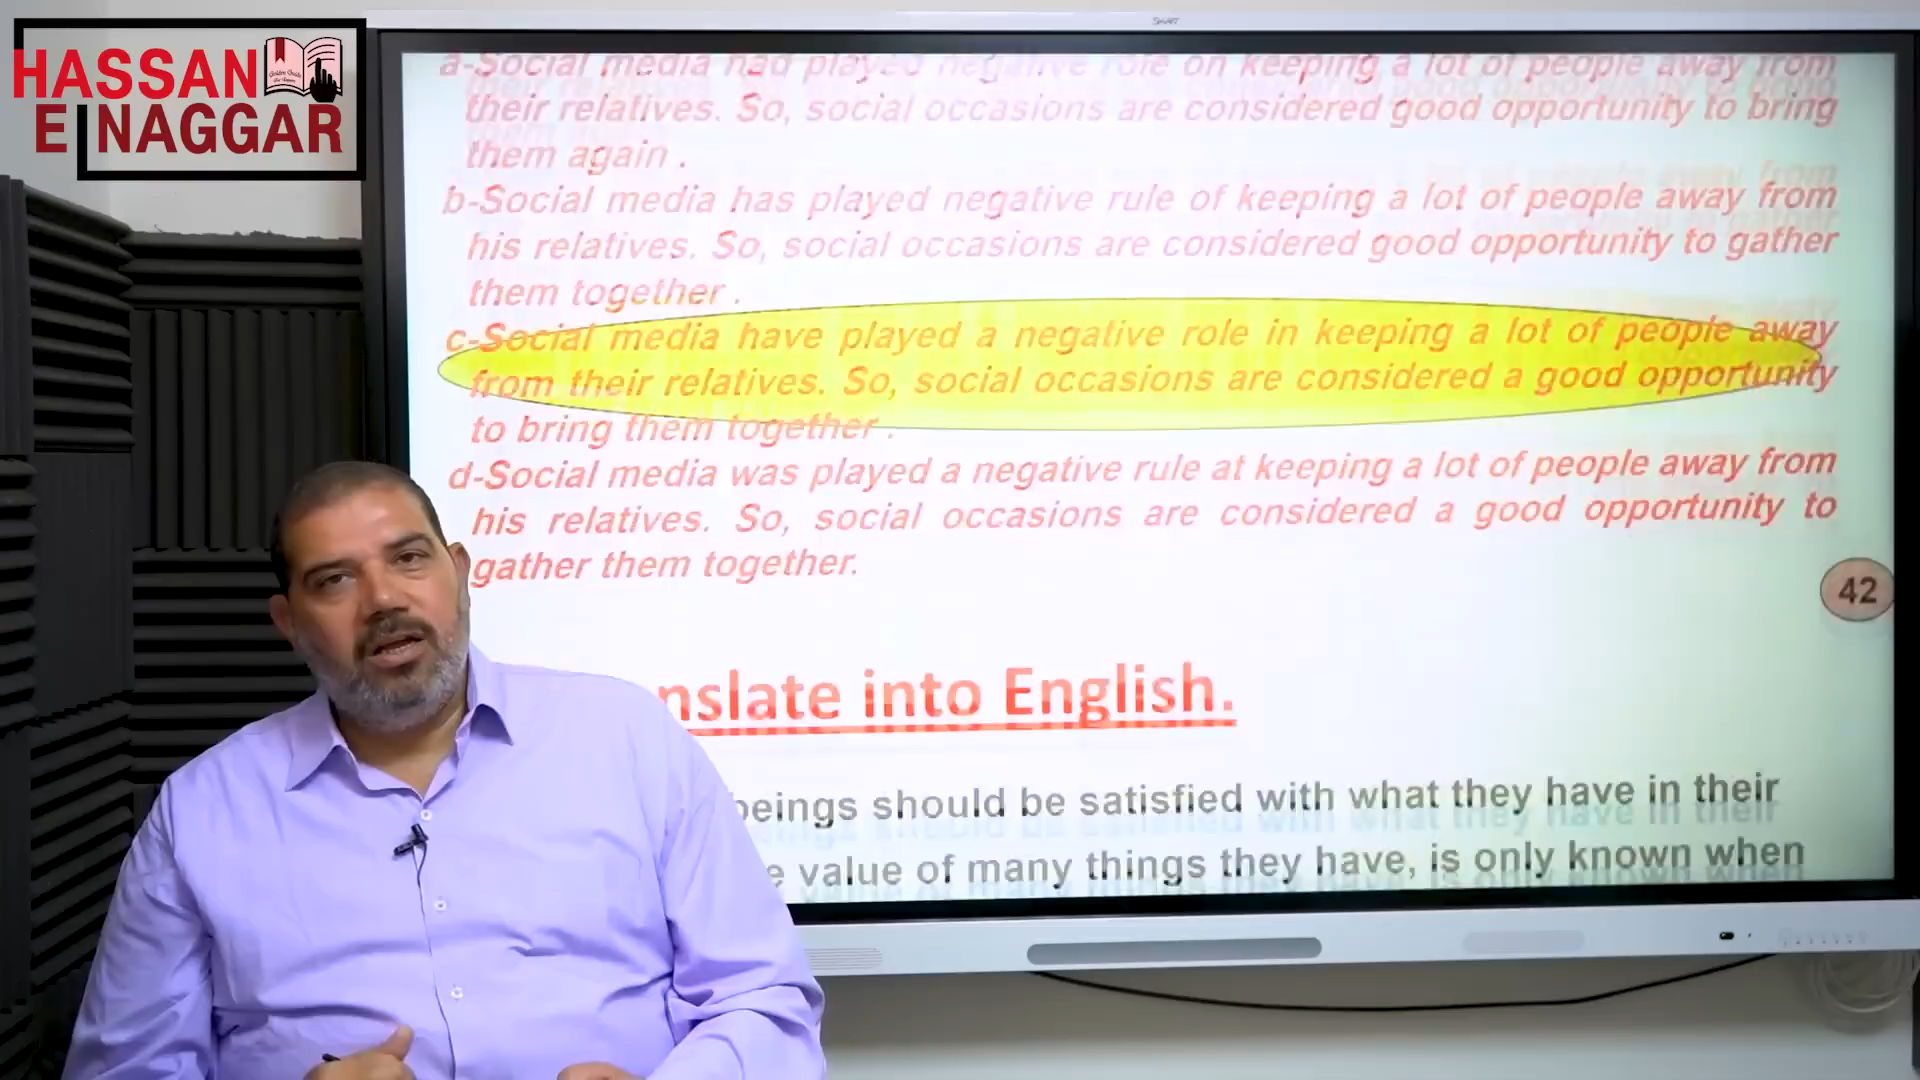 HASSAN
ElNAGGAR
a-Social media had played negative role on keeping a lot of people away from
their relatives. So, social occasions are considered good opportunity to bring
them again .
b-Social media has played negative rule of keeping a lot of people away from
his relatives. So, social occasions are considered good opportunity to gather
them together .
c-Social media have played a negative role in keeping a lot of people away
from their relatives. So, social occasions are considered a good opportunity
to bring them together .
d-Social media was played a negative rule at keeping a lot of people away from
his relatives. So, social occasions are considered a good opportunity to
gather them together.
42
nslate into English.
beings should be satisfied with what they have in their
e value of many things they have, is only known when